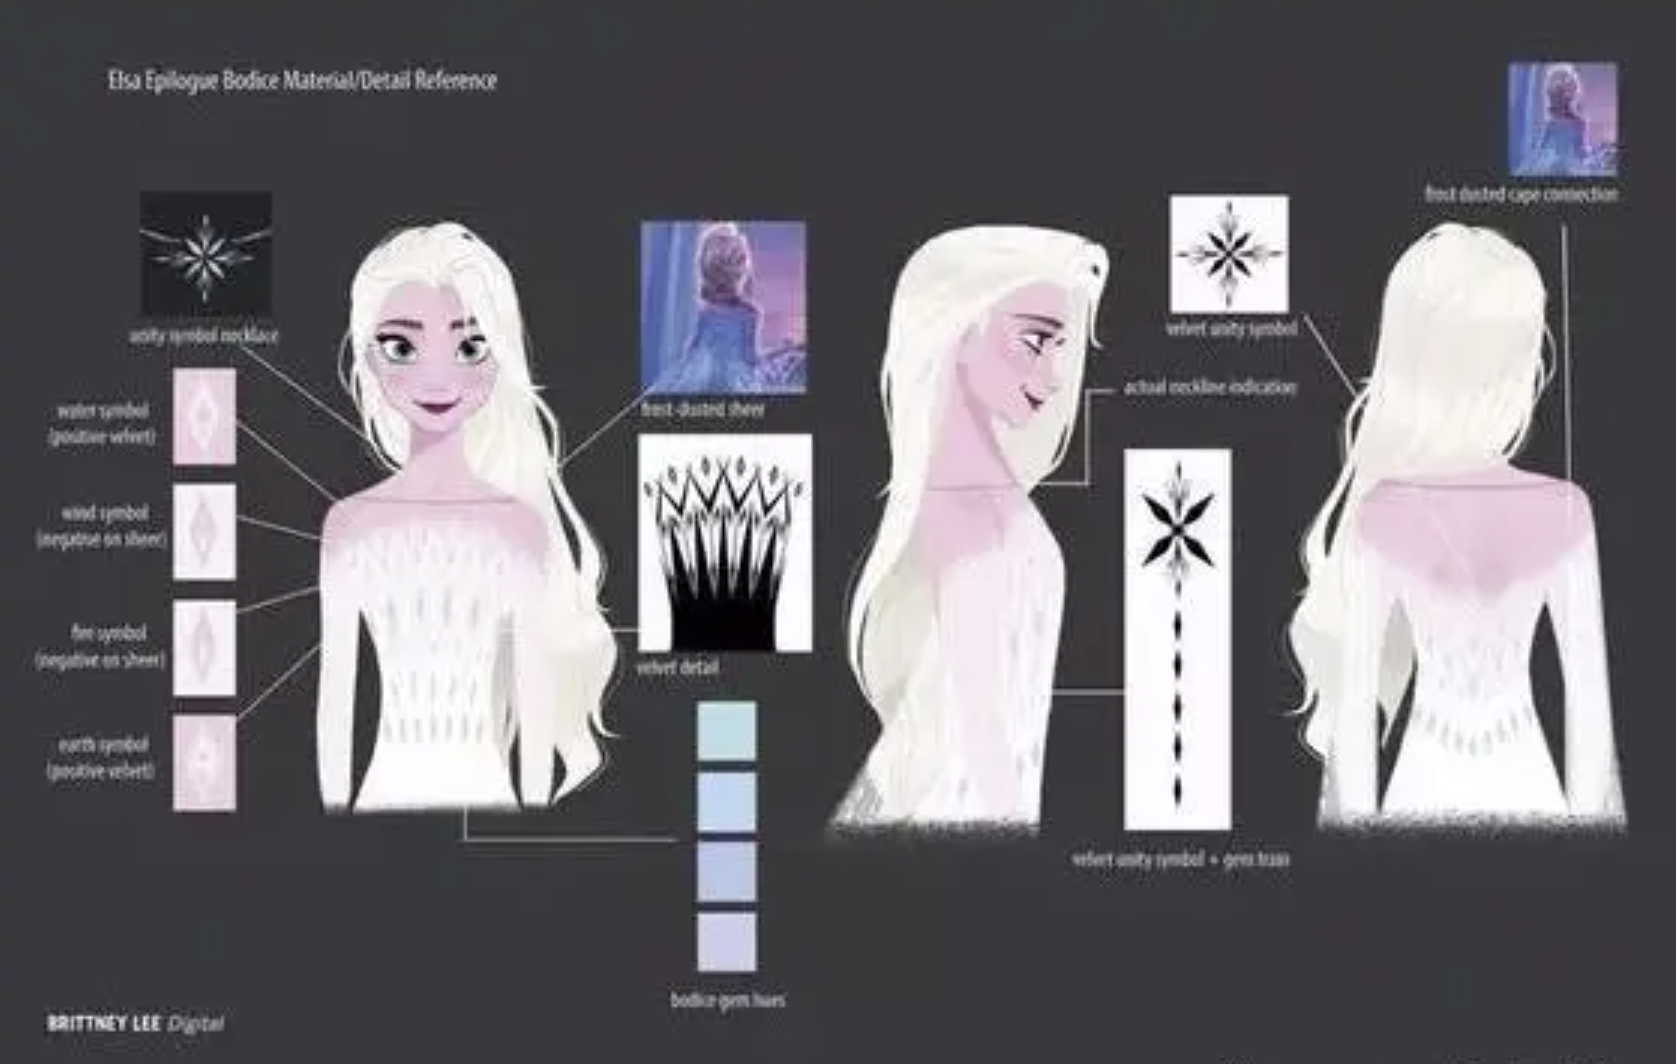 Elsa Epilogue Bodice Material/Detail Reference
frost dusted cape connection
unity symbol necklace
velvet unity symbol
water symbol
(positive velvet)
frost-dusted sheer
actual neckline indication
wind symbol
(negative on sheer)
fire symbol
(negative on sheer)
velvet detail
earth symbol
(positive velvet)
velvet unity symbol + gem train
bodice gem hues
BRITTNEY LEE Digital